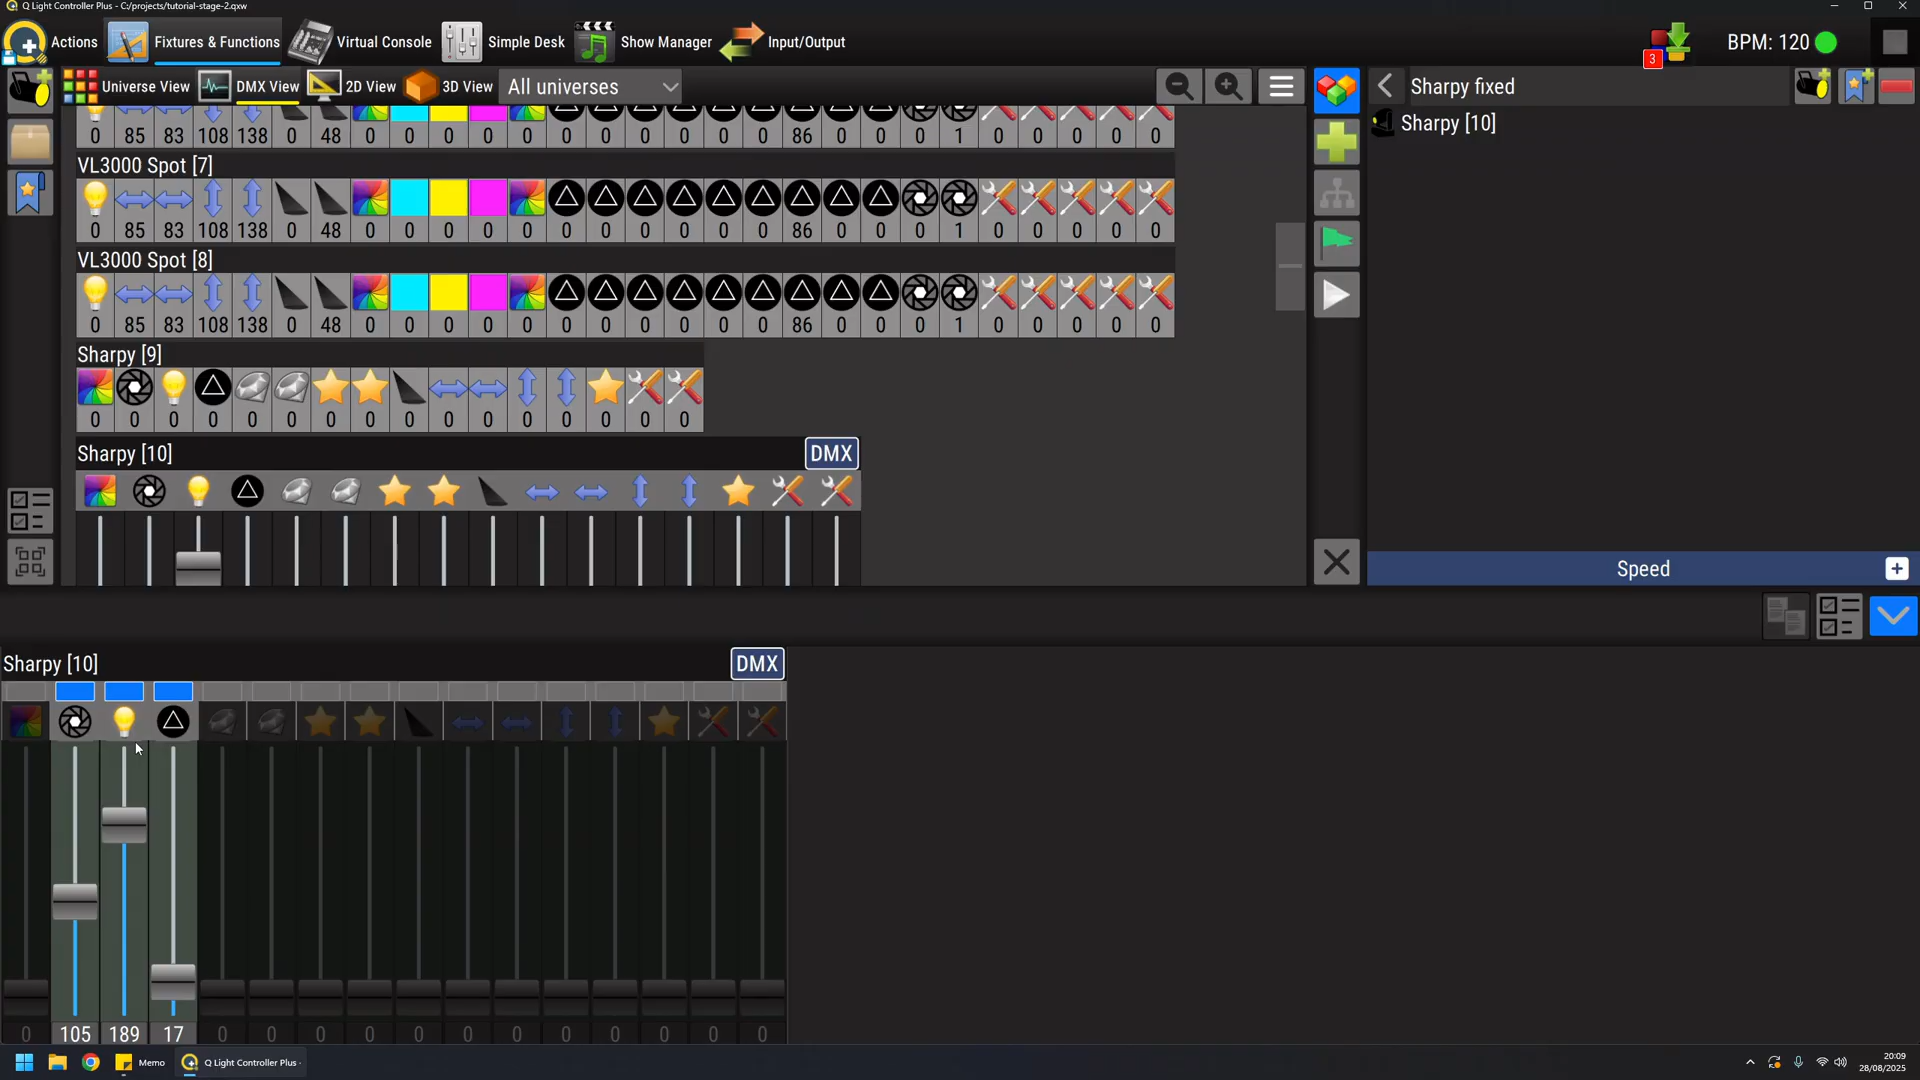 Q Light Controller Plus - C:/projects/tutorial-stage-2.qxw
Actions Fixtures & Functions Virtual Console Simple Desk Show Manager Input/Output 3 BPM: 120
Universe View DMX View 2D View 3D View All universes Sharpy fixed
Sharpy [10]
0 85 83 108 138 0 48 0 0 0 0 0 0 0 0 0 0 0 86 0 0 0 1 0 0 0 0 0
VL3000 Spot [7]
0 85 83 108 138 0 48 0 0 0 0 0 0 0 0 0 0 0 86 0 0 0 1 0 0 0 0 0
VL3000 Spot [8]
0 85 83 108 138 0 48 0 0 0 0 0 0 0 0 0 0 0 86 0 0 0 1 0 0 0 0 0
Sharpy [9]
0 0 0 0 0 0 0 0 0 0 0 0 0 0 0 0
Sharpy [10] DMX
Speed
Sharpy [10] DMX
0 105 189 17 0 0 0 0 0 0 0 0 0 0 0 0
Memo Q Light Controller Plus -
20:09
28/08/2025